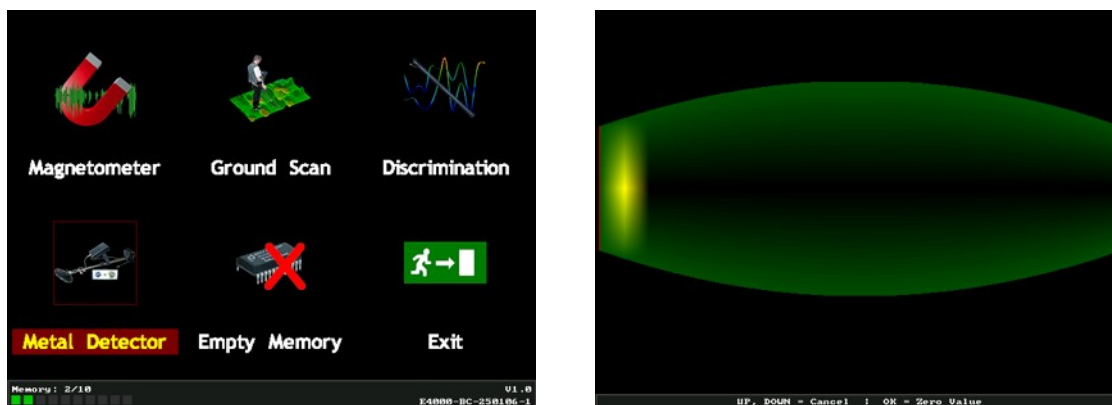 Magnetometer Ground Scan Discrimination
Metal Detector Empty Memory Exit
Memory: 2/10 V1.0
E4000-BC-250106-1
UP, DOWN = Cancel | OK = Zero Value